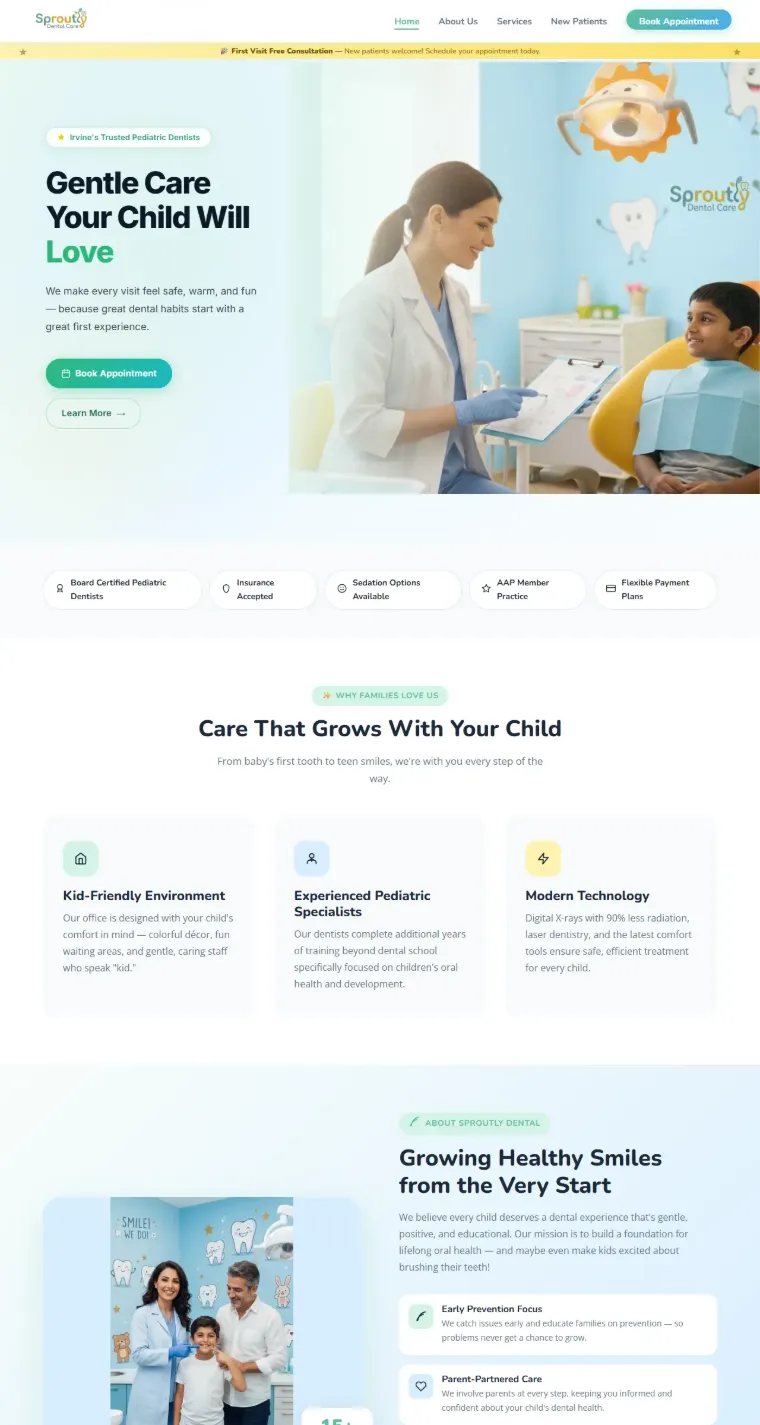 Sproutly
Dental Care
Home
About Us
Services
New Patients
Book Appointment
First Visit Free Consultation — New patients welcome! Schedule your appointment today.
Irvine's Trusted Pediatric Dentists
Gentle Care
Your Child Will
Love
We make every visit feel safe, warm, and fun
— because great dental habits start with a
great first experience.
Book Appointment
Learn More →
Sproutly
Dental Care
Board Certified Pediatric
Dentists
Insurance
Accepted
Sedation Options
Available
AAP Member
Practice
Flexible Payment
Plans
WHY FAMILIES LOVE US
Care That Grows With Your Child
From baby's first tooth to teen smiles, we're with you every step of the
way.
Kid-Friendly Environment
Our office is designed with your child's
comfort in mind — colorful décor, fun
waiting areas, and gentle, caring staff
who speak "kid."
Experienced Pediatric
Specialists
Our dentists complete additional years
of training beyond dental school
specifically focused on children's oral
health and development.
Modern Technology
Digital X-rays with 90% less radiation,
laser dentistry, and the latest comfort
tools ensure safe, efficient treatment
for every child.
ABOUT SPROUTLY DENTAL
Growing Healthy Smiles
from the Very Start
We believe every child deserves a dental experience that's gentle,
positive, and educational. Our mission is to build a foundation for
lifelong oral health — and maybe even make kids excited about
brushing their teeth!
Early Prevention Focus
We catch issues early and educate families on prevention — so
problems never get a chance to grow.
Parent-Partnered Care
We involve parents at every step, keeping you informed and
confident about your child's dental health.
SMILE!
WE DO!
15+